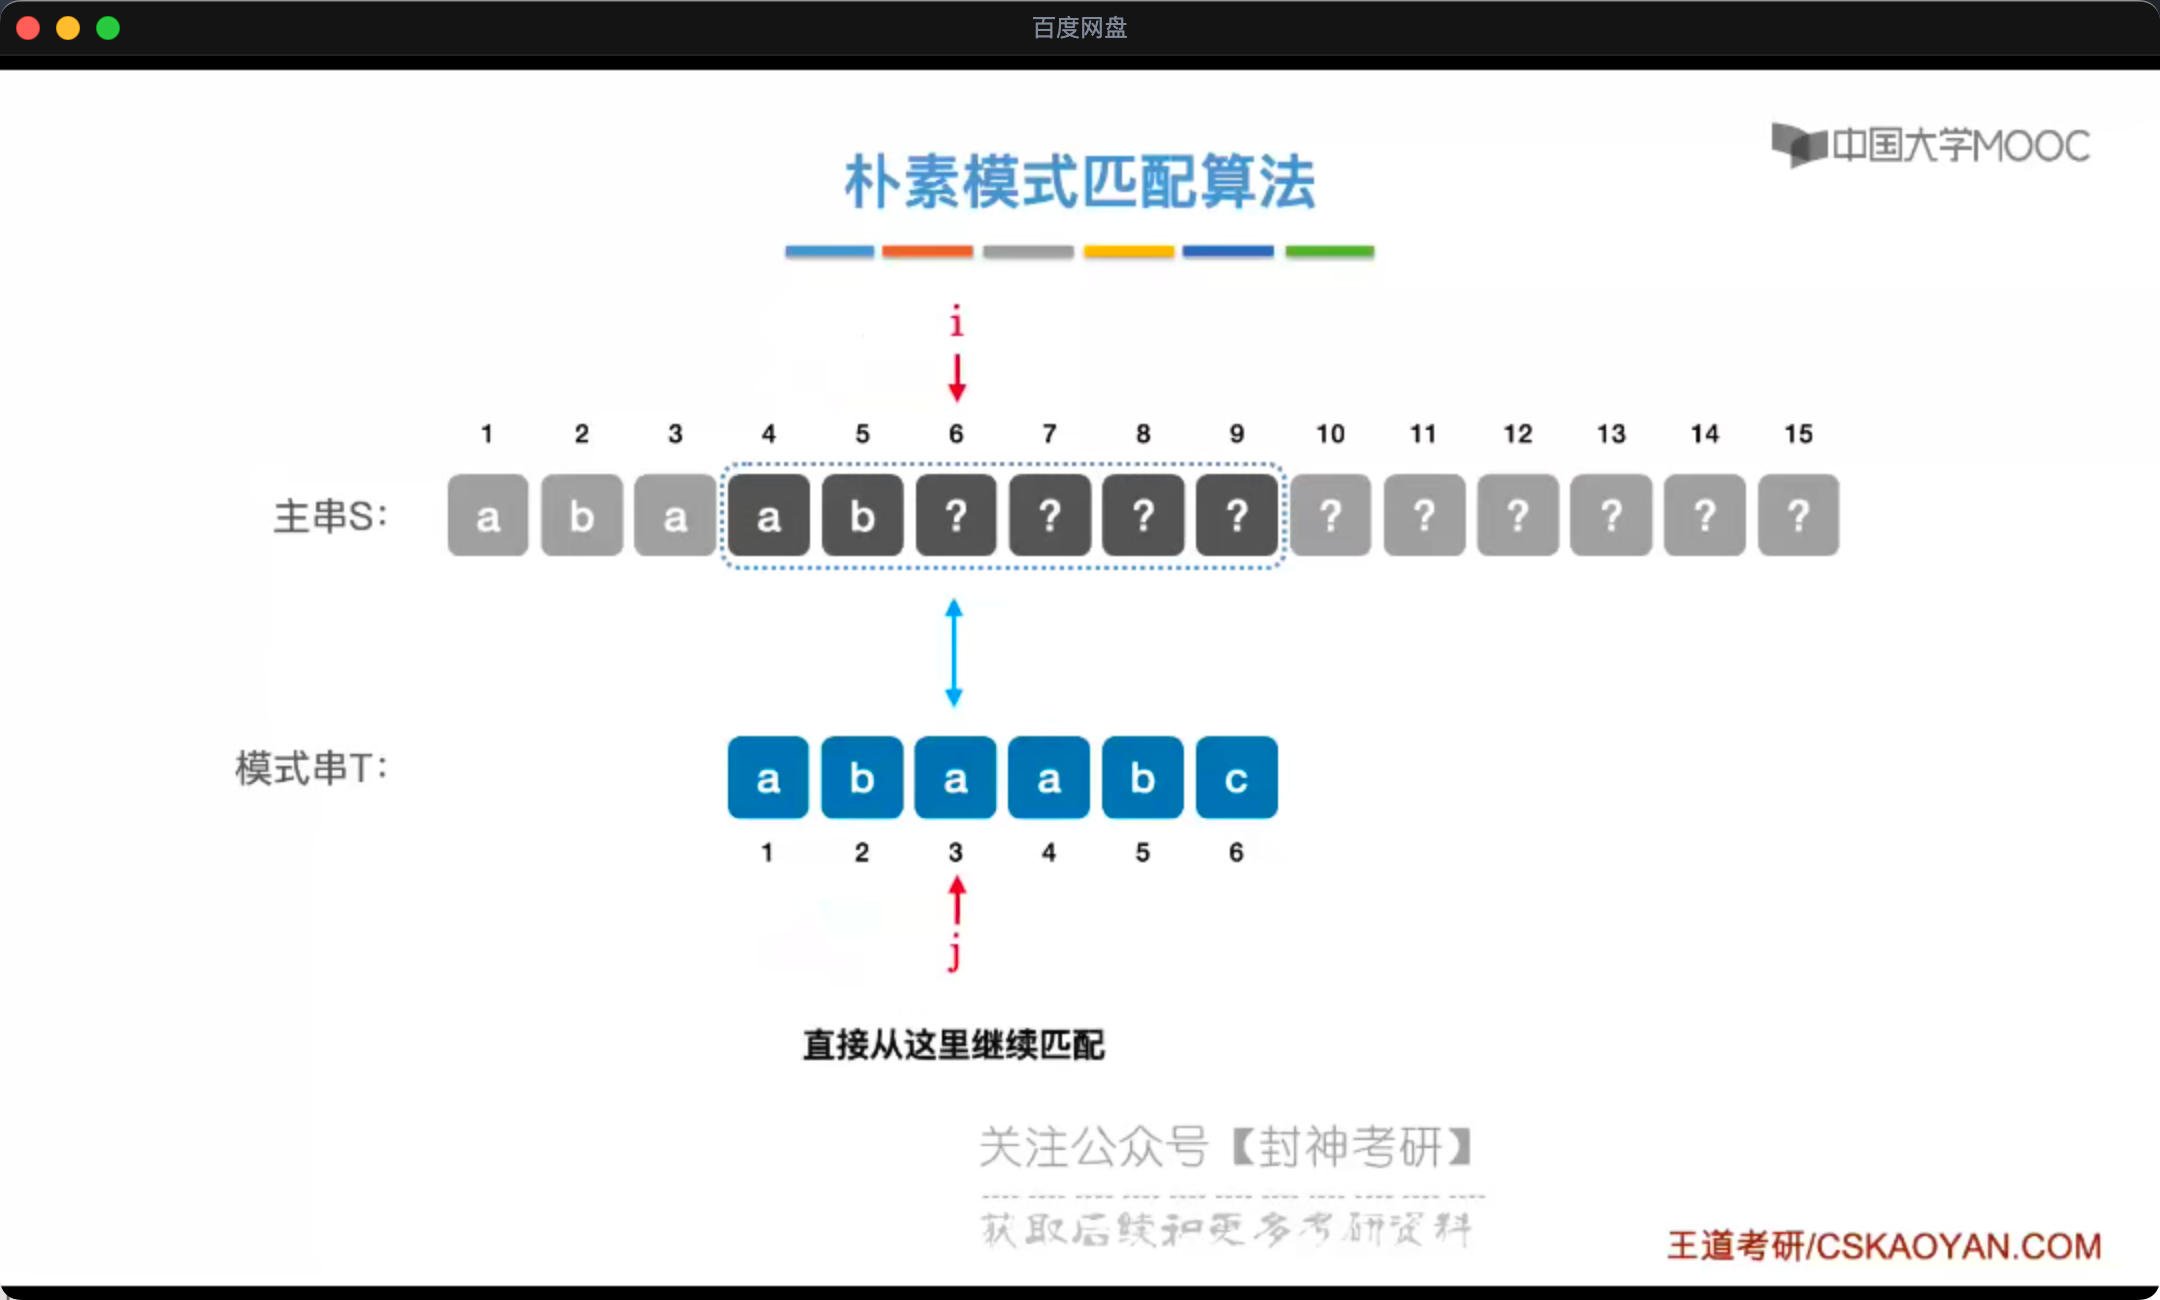 百度网盘
中国大学MOOC
朴素模式匹配算法
i
1 2 3 4 5 6 7 8 9 10 11 12 13 14 15
主串S： a b a a b ? ? ? ? ? ? ? ? ? ?
模式串T： a b a a b c
1 2 3 4 5 6
j
直接从这里继续匹配
关注公众号【封神考研】
获取后续和更多考研资料
王道考研/CSKAOYAN.COM